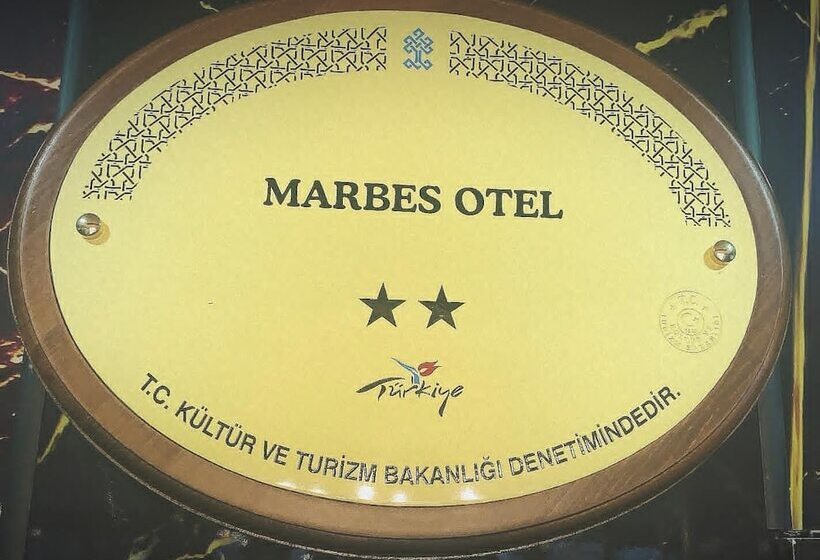 MARBES OTEL
Türkiye
T.C. KÜLTÜR VE TURİZM BAKANLIĞI DENETİMİNDEDİR.
T.C.